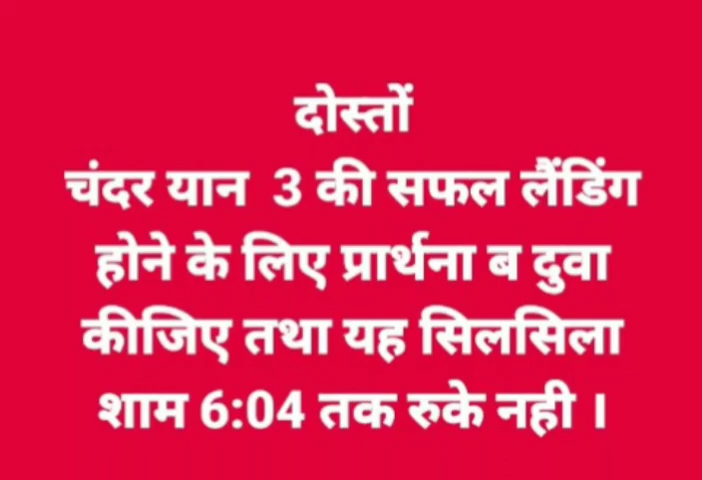 दोस्तों
चंदर यान 3 की सफल लैंडिंग
होने के लिए प्रार्थना ब दुवा
कीजिए तथा यह सिलसिला
शाम 6:04 तक रुके नही ।